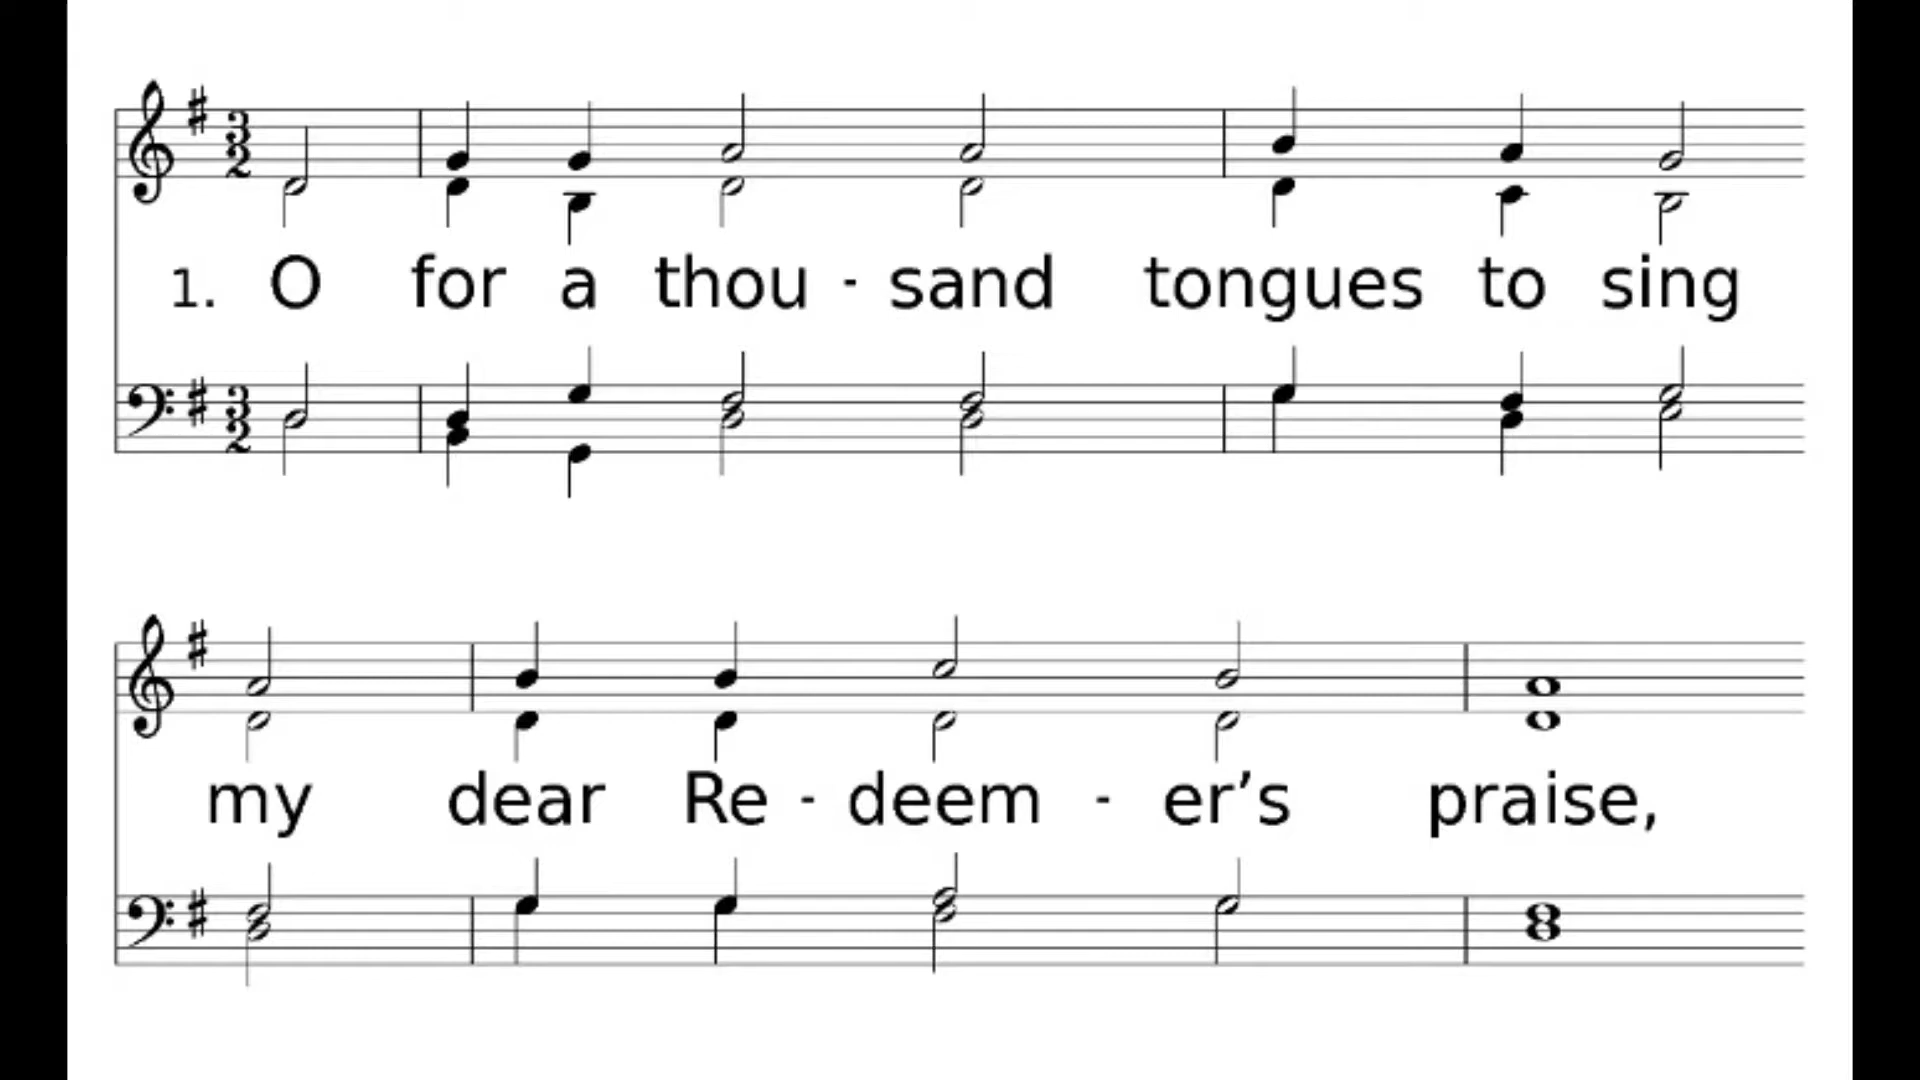 1. O for a thou - sand tongues to sing
my dear Re - deem - er’s praise,